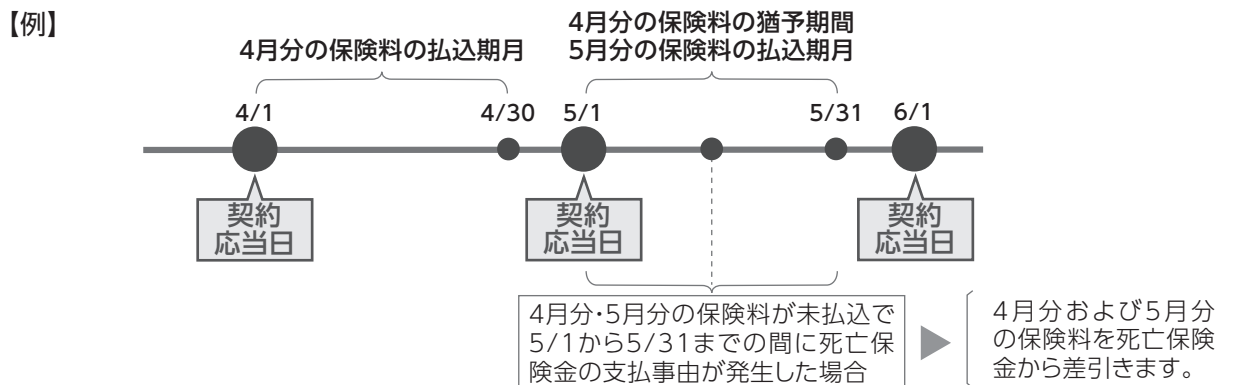 【例】
4月分の保険料の払込期月
4月分の保険料の猶予期間
5月分の保険料の払込期月
4/1
4/30
5/1
5/31
6/1
契約
応当日
契約
応当日
契約
応当日
4月分・5月分の保険料が未払込で
5/1から5/31までの間に死亡保
険金の支払事由が発生した場合
4月分および5月分
の保険料を死亡保険
金から差引きます。